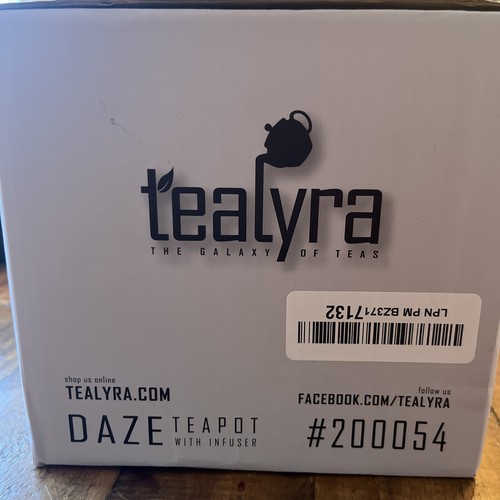 tealyra
THE GALAXY OF TEAS
LPN PM BZ3717132
shop us online
TEALYRA.COM
follow us
FACEBOOK.COM/TEALYRA
DAZE TEAPOT
WITH INFUSER
#200054